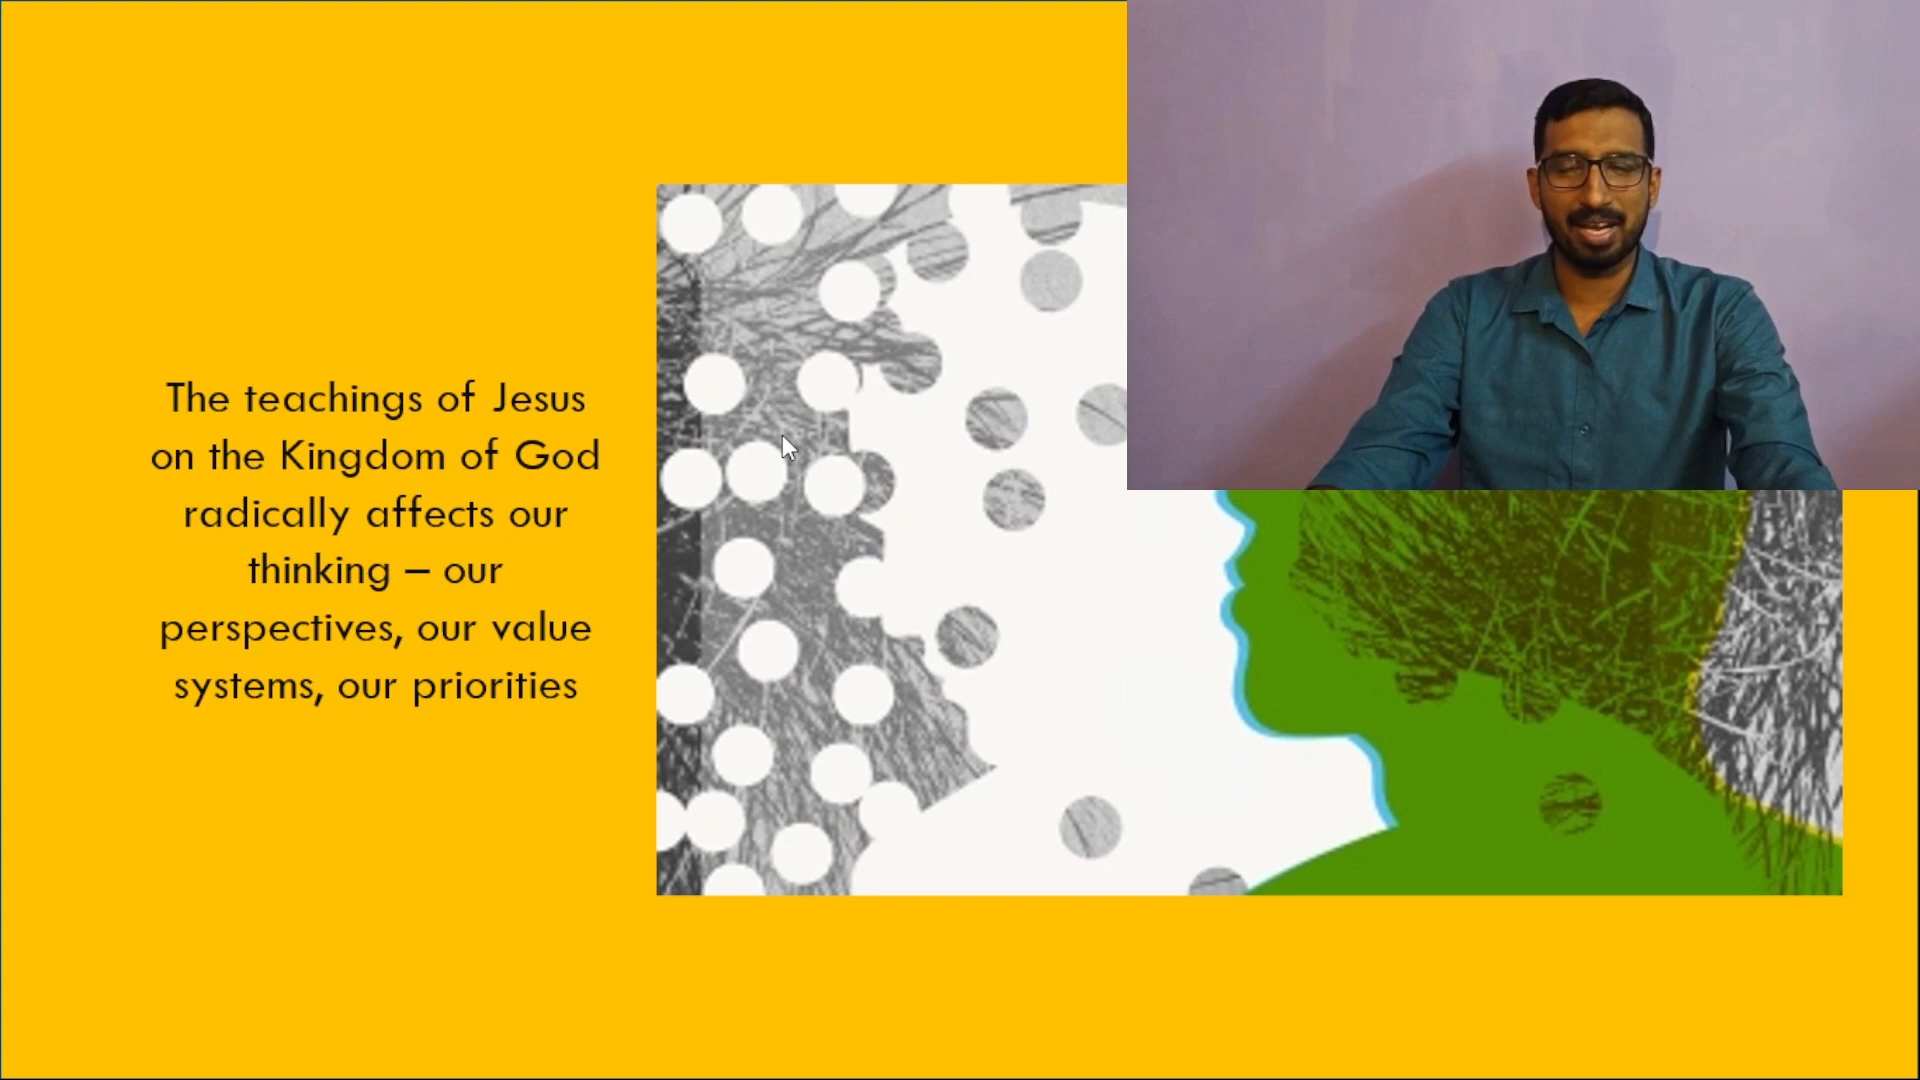 The teachings of Jesus
on the Kingdom of God
radically affects our
thinking – our
perspectives, our value
systems, our priorities